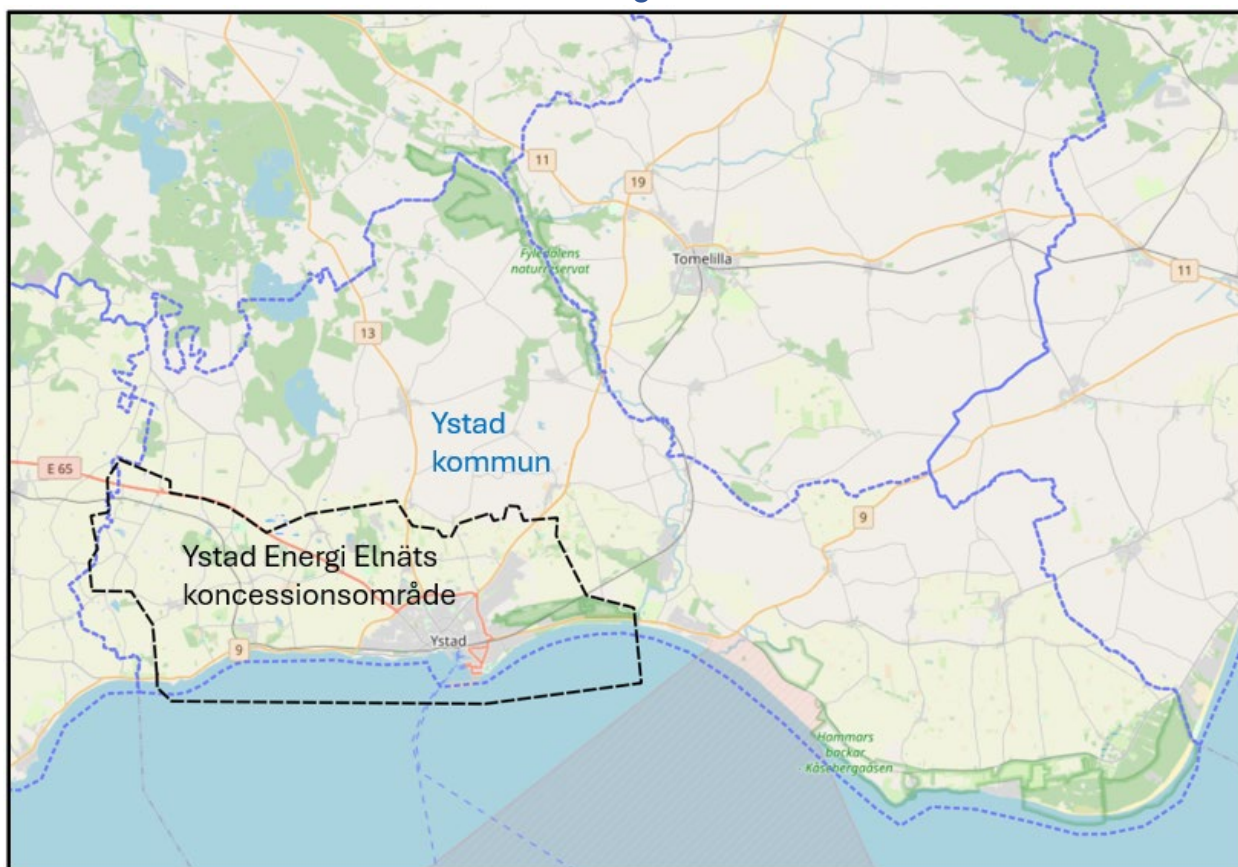 11
19
Fyledalens
naturreservat
Tomelilla
11
13
Ystad
kommun
E 65
9
Ystad Energi Elnäts
koncessionsområde
Ystad
9
Hammars
backar
Kåsebergaåsen